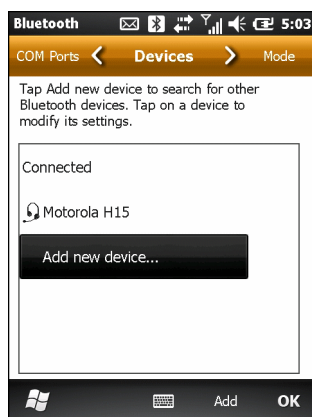 Bluetooth 5:03
COM Ports Devices Mode
Tap Add new device to search for other
Bluetooth devices. Tap on a device to
modify its settings.
Connected
Motorola H15
Add new device...
Add OK